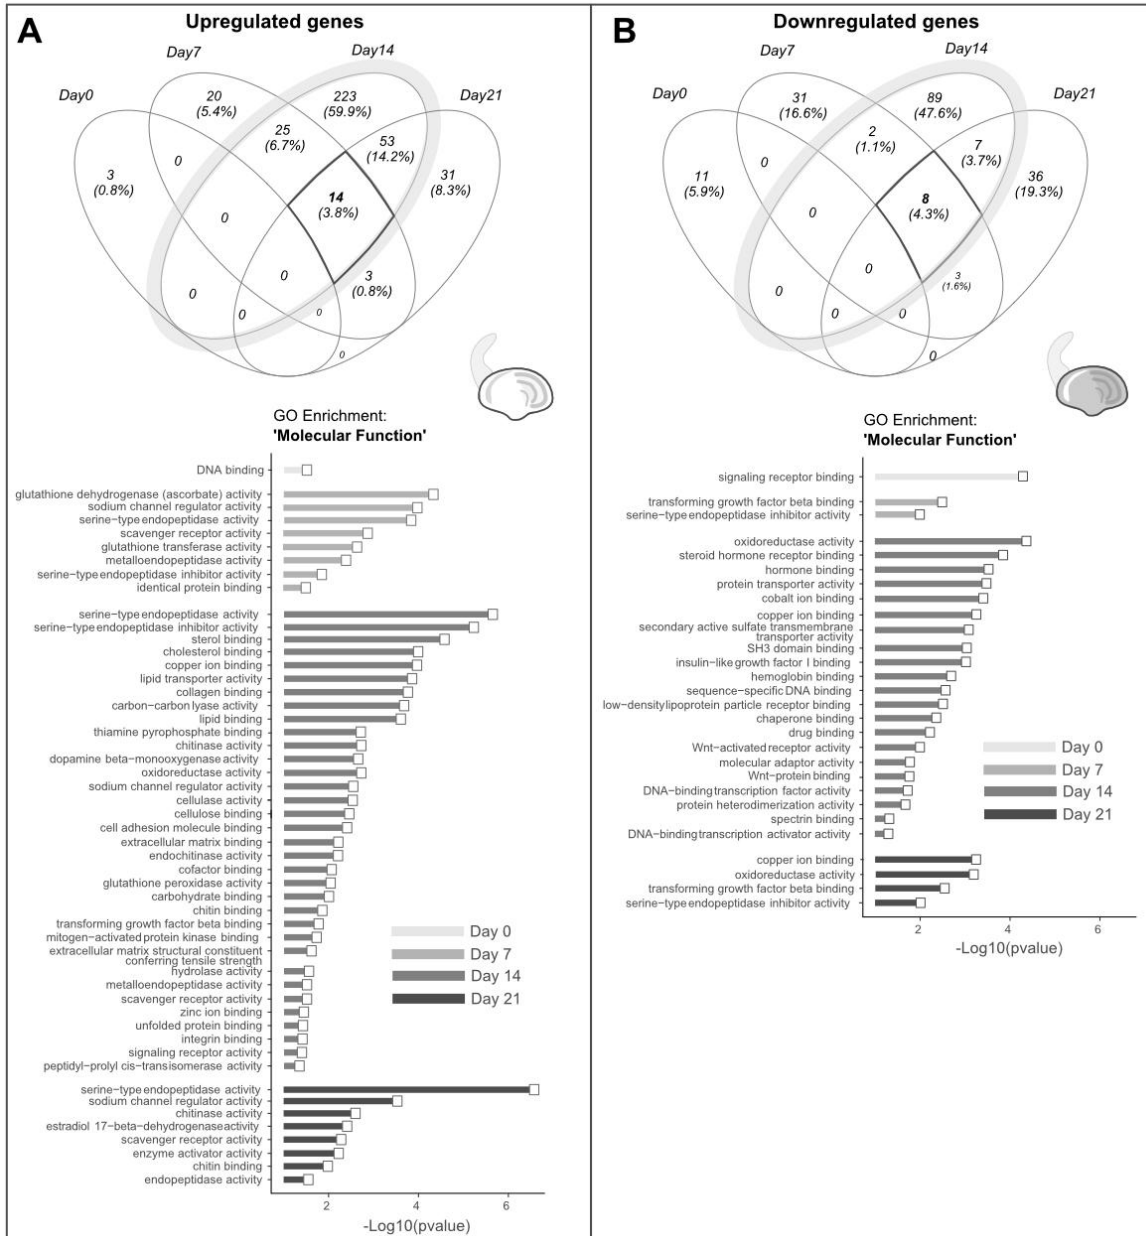 A
Upregulated genes
Day0
Day7
Day14
Day21
20
(5.4%)
223
(59.9%)
25
(6.7%)
53
(14.2%)
3
(0.8%)
0
31
(8.3%)
14
(3.8%)
0
0
3
(0.8%)
0
0
0
0
GO Enrichment:
'Molecular Function'
DNA binding
glutathione dehydrogenase (ascorbate) activity
sodium channel regulator activity
serine-type endopeptidase activity
scavenger receptor activity
glutathione transferase activity
metalloendopeptidase activity
serine-type endopeptidase inhibitor activity
identical protein binding
serine-type endopeptidase activity
serine-type endopeptidase inhibitor activity
sterol binding
cholesterol binding
copper ion binding
lipid transporter activity
collagen binding
carbon-carbon lyase activity
lipid binding
thiamine pyrophosphate binding
chitinase activity
dopamine beta-monooxygenase activity
oxidoreductase activity
sodium channel regulator activity
cellulase activity
cellulose binding
cell adhesion molecule binding
extracellular matrix binding
endochitinase activity
cofactor binding
glutathione peroxidase activity
carbohydrate binding
chitin binding
transforming growth factor beta binding
mitogen-activated protein kinase binding
extracellular matrix structural constituent
conferring tensile strength
hydrolase activity
metalloendopeptidase activity
scavenger receptor activity
zinc ion binding
unfolded protein binding
integrin binding
signaling receptor activity
peptidyl-prolyl cis-trans isomerase activity
serine-type endopeptidase activity
sodium channel regulator activity
chitinase activity
estradiol 17-beta-dehydrogenase activity
scavenger receptor activity
enzyme activator activity
chitin binding
endopeptidase activity
Day 0
Day 7
Day 14
Day 21
2 4 6
-Log10(pvalue)
B
Downregulated genes
Day0
Day7
Day14
Day21
31
(16.6%)
89
(47.6%)
2
(1.1%)
7
(3.7%)
11
(5.9%)
0
36
(19.3%)
8
(4.3%)
0
0
3
(1.6%)
0
0
0
0
GO Enrichment:
'Molecular Function'
signaling receptor binding
transforming growth factor beta binding
serine-type endopeptidase inhibitor activity
oxidoreductase activity
steroid hormone receptor binding
hormone binding
protein transporter activity
cobalt ion binding
copper ion binding
secondary active sulfate transmembrane
transporter activity
SH3 domain binding
insulin-like growth factor I binding
hemoglobin binding
sequence-specific DNA binding
low-density lipoprotein particle receptor binding
chaperone binding
drug binding
Wnt-activated receptor activity
molecular adaptor activity
Wnt-protein binding
DNA-binding transcription factor activity
protein heterodimerization activity
spectrin binding
DNA-binding transcription activator activity
copper ion binding
oxidoreductase activity
transforming growth factor beta binding
serine-type endopeptidase inhibitor activity
Day 0
Day 7
Day 14
Day 21
2 4 6
-Log10(pvalue)